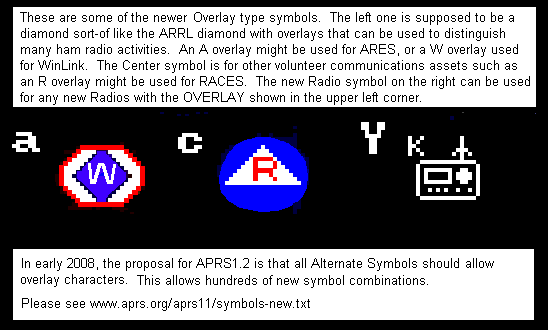 These are some of the newer Overlay type symbols.  The left one is supposed to be a
diamond sort-of like the ARRL diamond with overlays that can be used to distinguish
many ham radio activities.  An A overlay might be used for ARES, or a W overlay used
for WinLink.  The Center symbol is for other volunteer communications assets such as
an R overlay might be used for RACES.  The new Radio symbol on the right can be used
for any new Radios with the OVERLAY shown in the upper left corner.
a W c R Y K
In early 2008, the proposal for APRS1.2 is that all Alternate Symbols should allow
overlay characters.  This allows hundreds of new symbol combinations.
Please see www.aprs.org/aprs11/symbols-new.txt